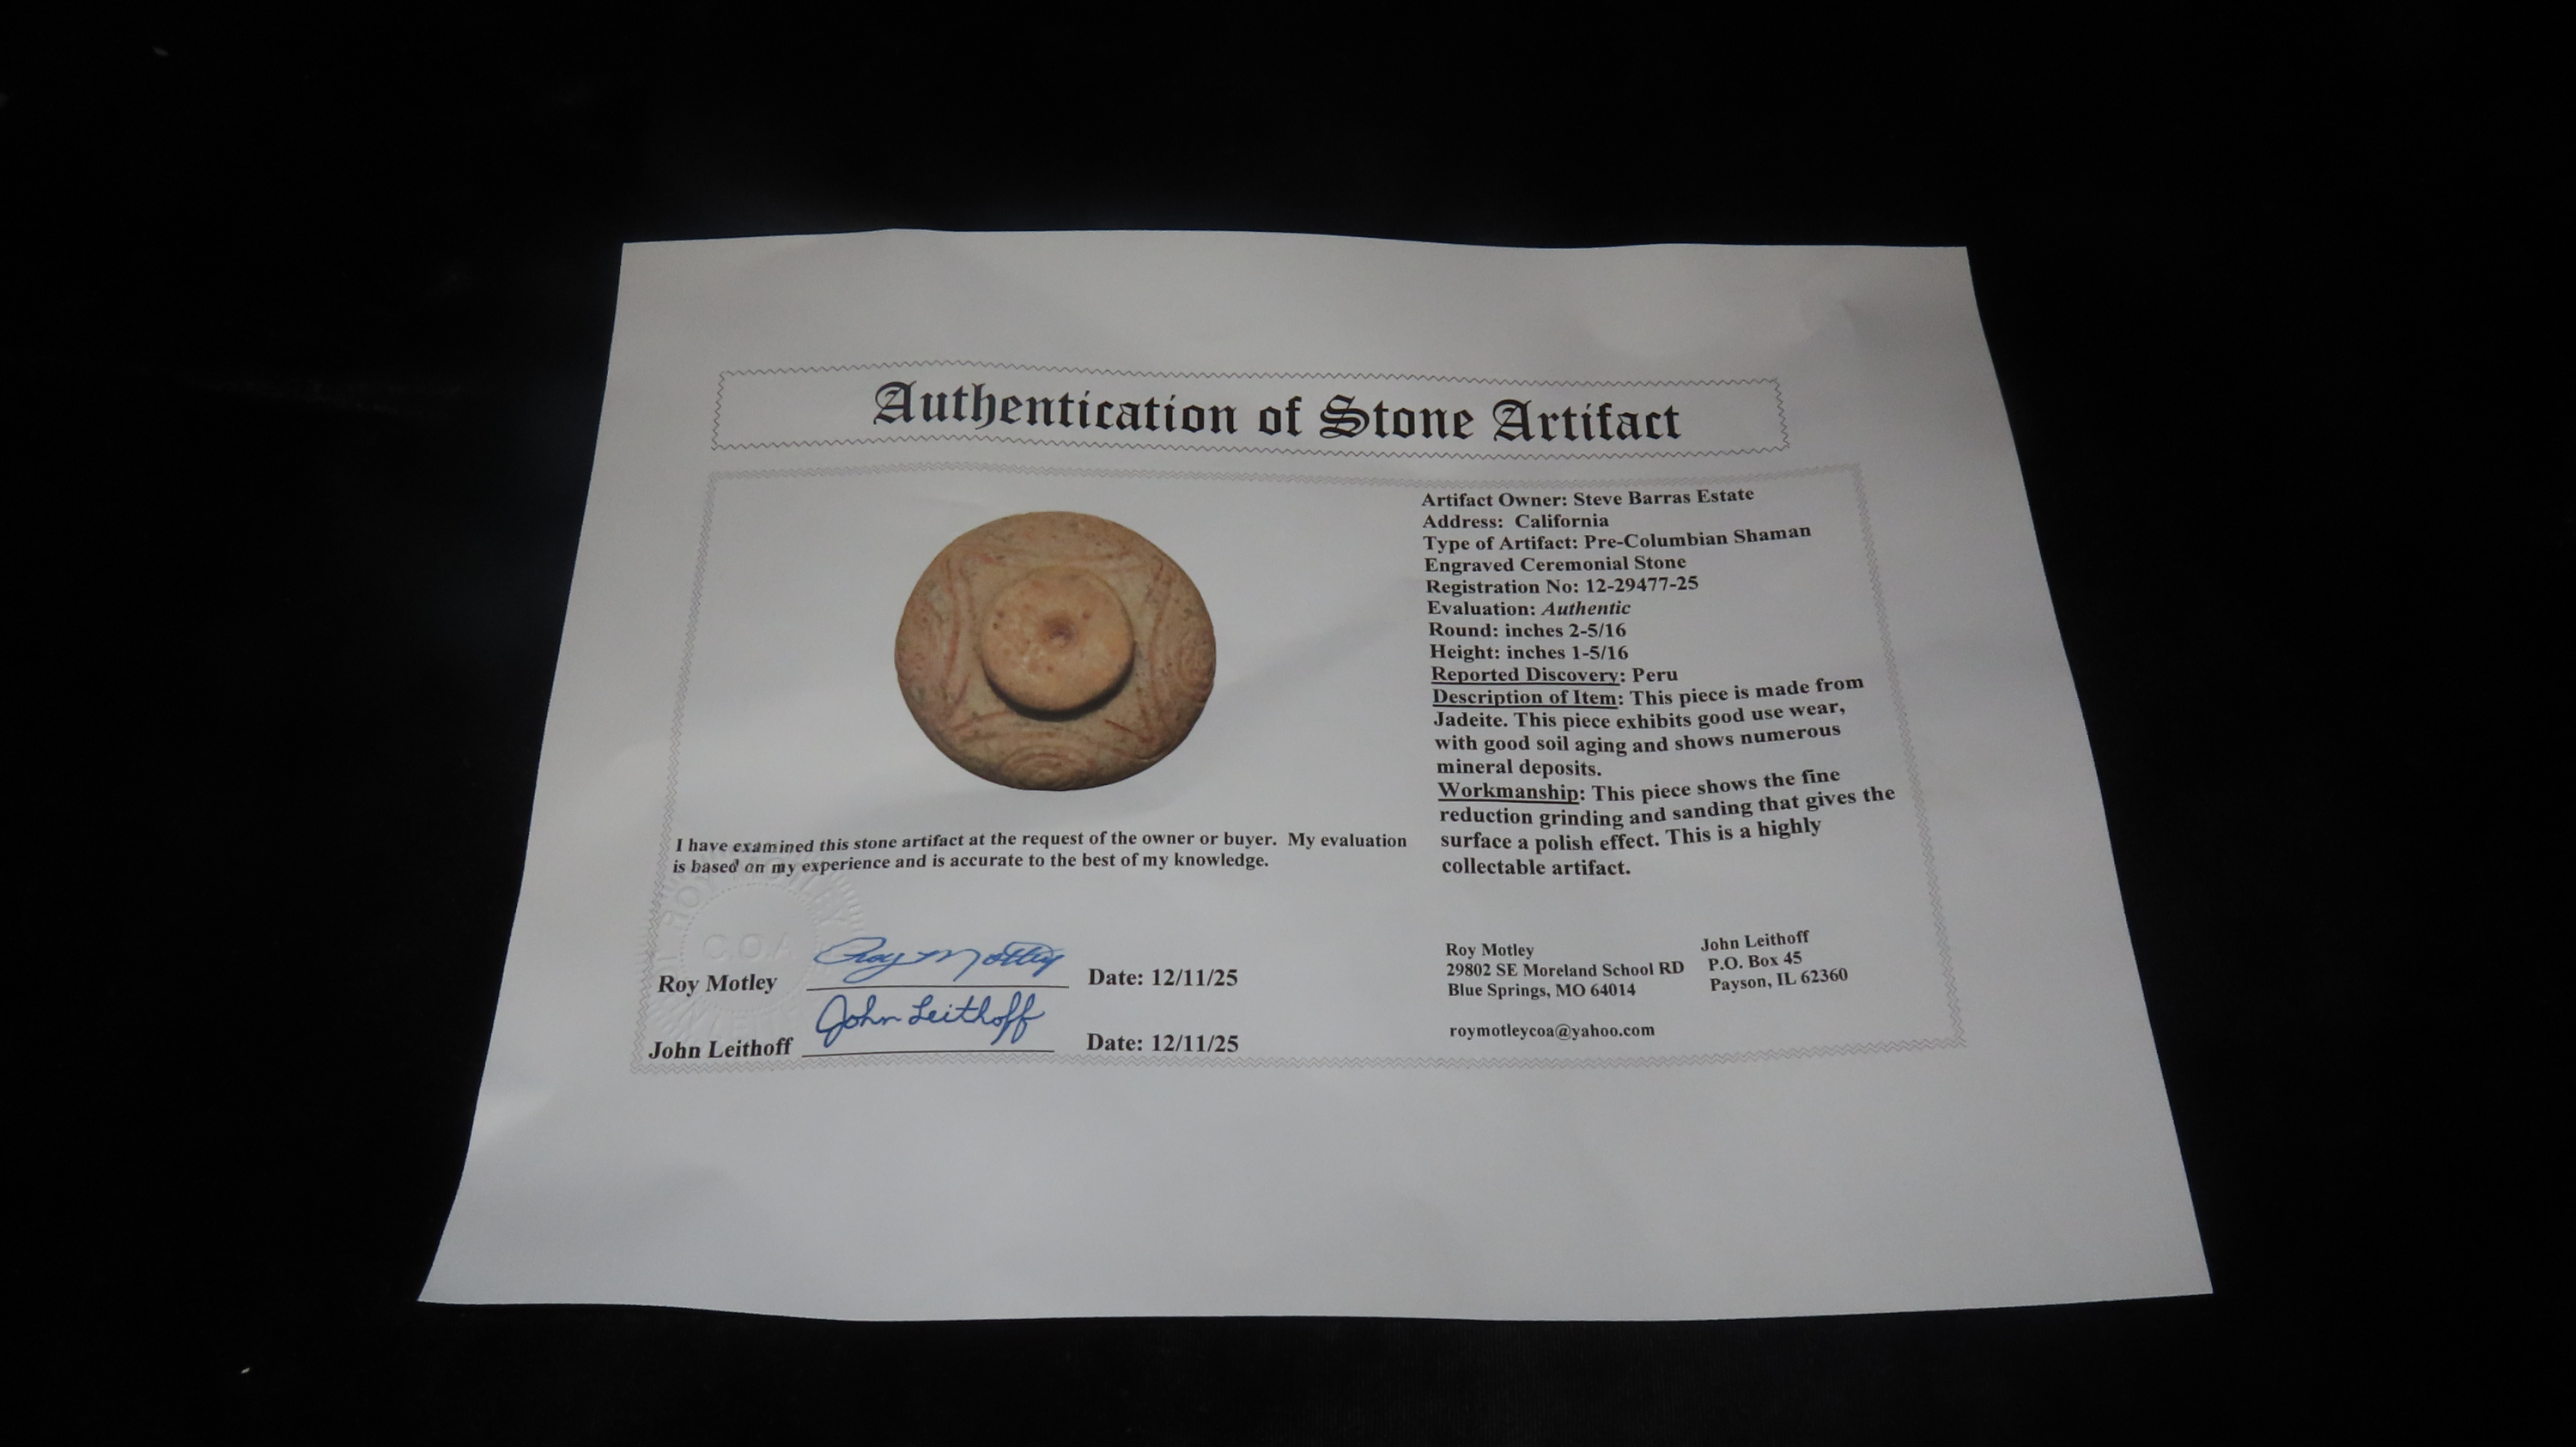 Authentication of Stone Artifact
Artifact Owner: Steve Barras Estate
Address: California
Type of Artifact: Pre-Columbian Shaman
Engraved Ceremonial Stone
Registration No: 12-29477-25
Evaluation: Authentic
Round: inches 2-5/16
Height: inches 1-5/16
Reported Discovery: Peru
Description of Item: This piece is made from
Jadeite. This piece exhibits good use wear,
with good soil aging and shows numerous
mineral deposits.
Workmanship: This piece shows the fine
reduction grinding and sanding that gives the
surface a polish effect. This is a highly
collectable artifact.
I have examined this stone artifact at the request of the owner or buyer. My evaluation
is based on my experience and is accurate to the best of my knowledge.
ROY MOTLEY
C.O.A
Roy Motley Roy Motley Date: 12/11/25
John Leithoff John Leithoff Date: 12/11/25
Roy Motley
29802 SE Moreland School RD
Blue Springs, MO 64014
roymotleycoa@yahoo.com
John Leithoff
P.O. Box 45
Payson, IL 62360